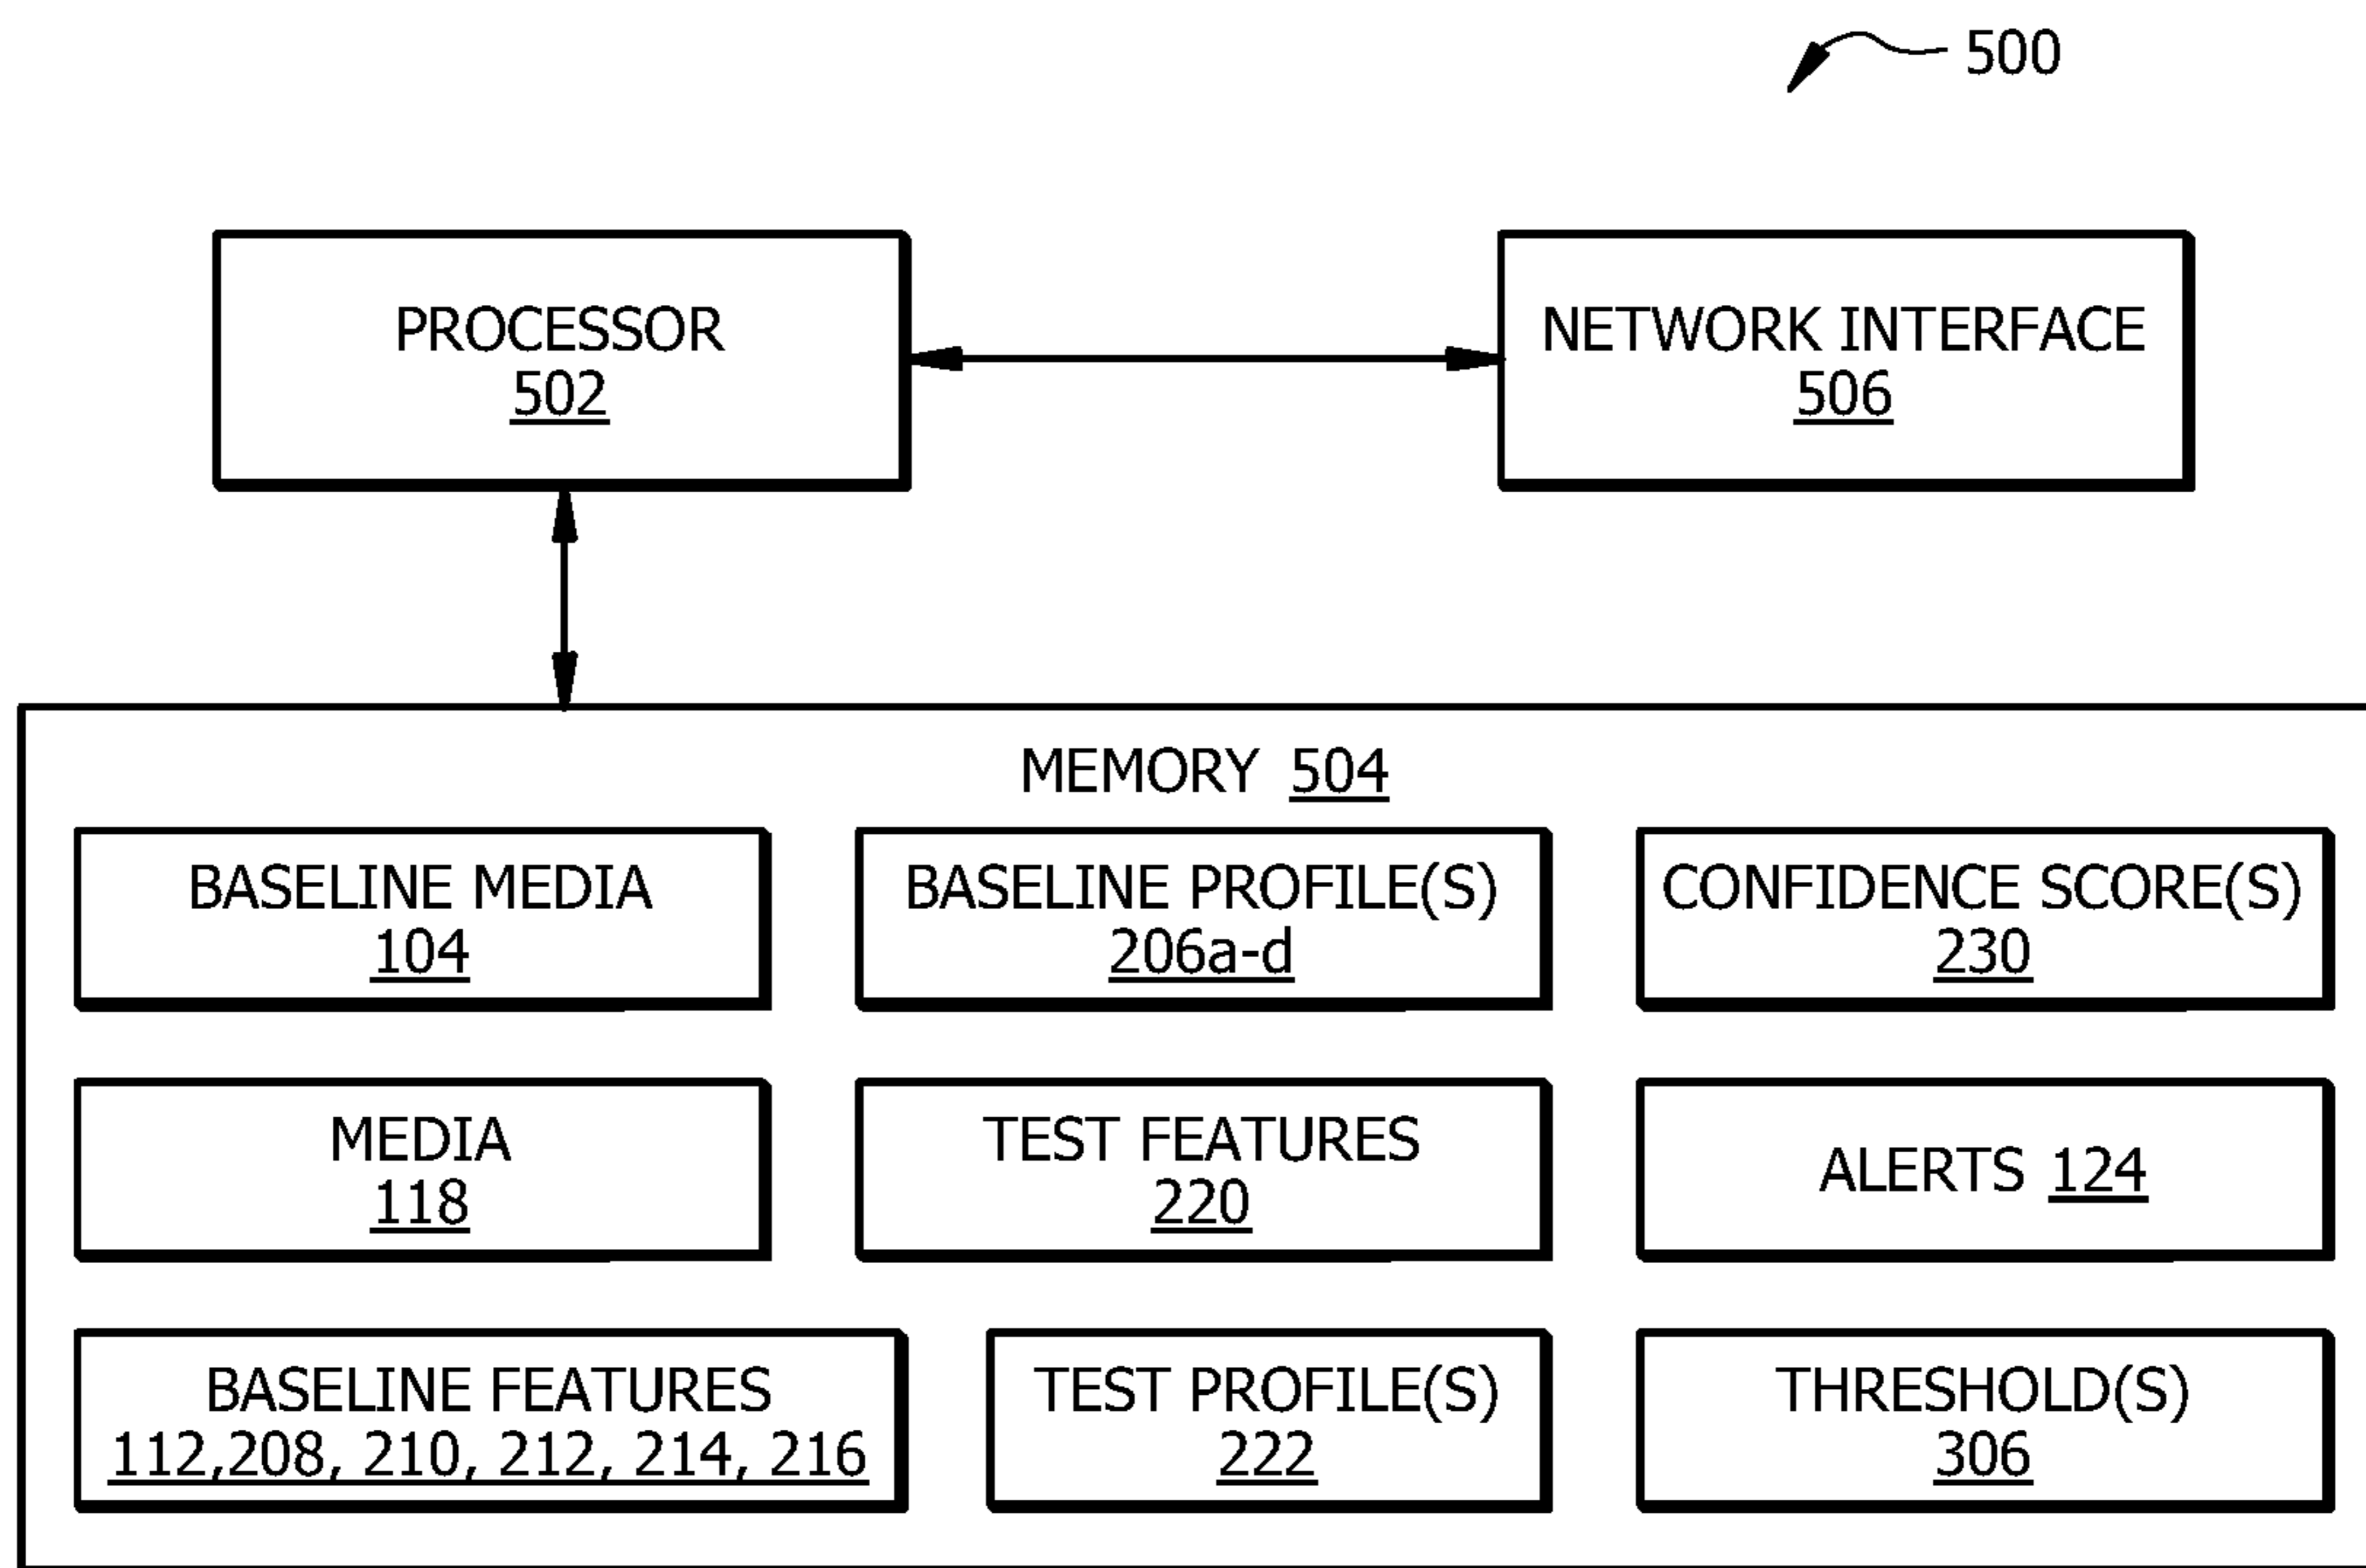 500
PROCESSOR
502
NETWORK INTERFACE
506
MEMORY 504
BASELINE MEDIA
104
BASELINE PROFILE(S)
206a-d
CONFIDENCE SCORE(S)
230
MEDIA
118
TEST FEATURES
220
ALERTS 124
BASELINE FEATURES
112,208, 210, 212, 214, 216
TEST PROFILE(S)
222
THRESHOLD(S)
306